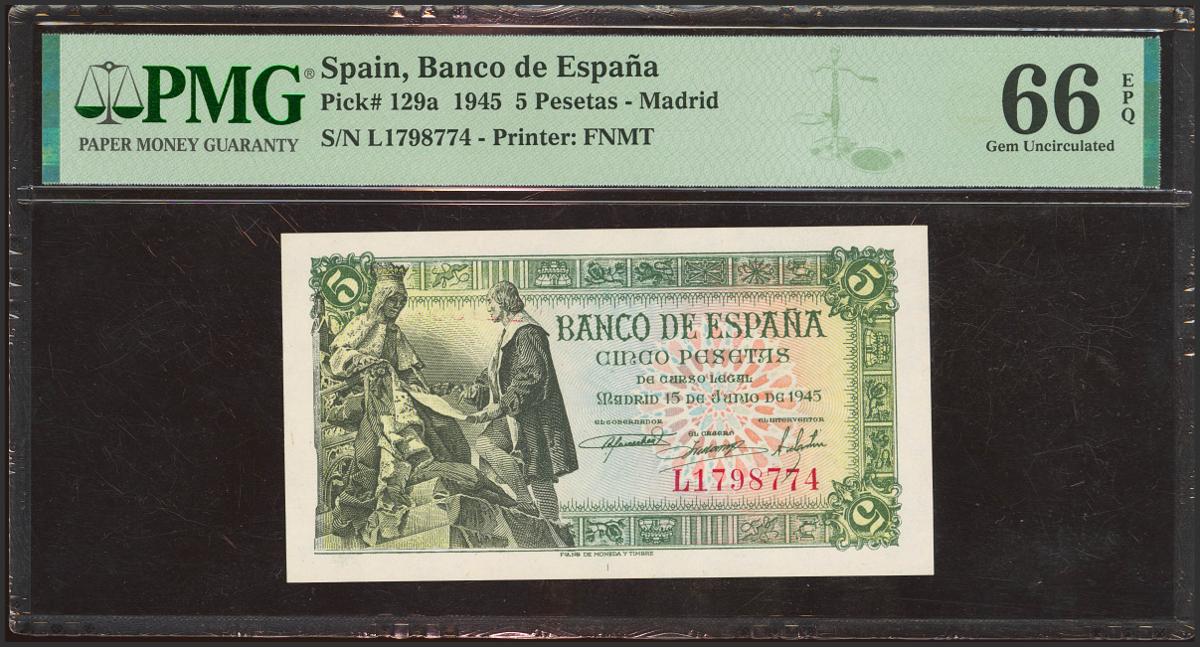 PMG®
PAPER MONEY GUARANTY
Spain, Banco de España
Pick# 129a 1945 5 Pesetas - Madrid
S/N L1798774 - Printer: FNMT
66
EPQ
Gem Uncirculated
5
5
BANCO DE ESPAÑA
CINCO PESETAS
DE CURSO LEGAL
MADRID 15 DE JUNIO DE 1945
EL GOBERNADOR
EL CAJERO
EL INTERVENTOR
L1798774
5
FCA. NAL. DE MONEDA Y TIMBRE